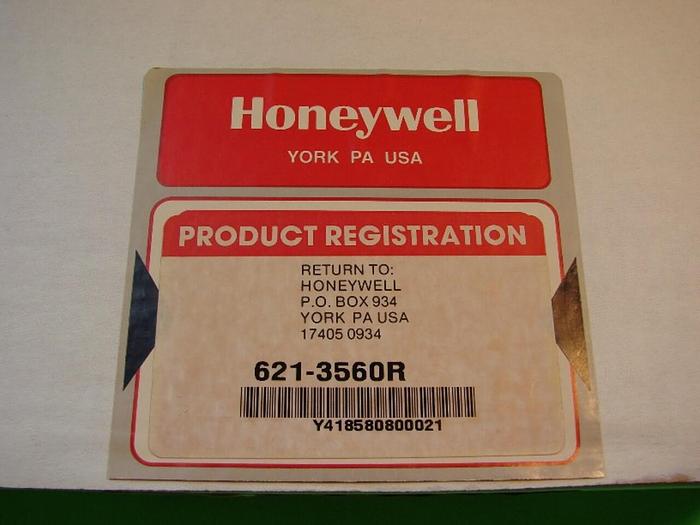 Honeywell
YORK PA USA
PRODUCT REGISTRATION
RETURN TO:
HONEYWELL
P.O. BOX 934
YORK PA USA
17405 0934
621-3560R
Y418580800021